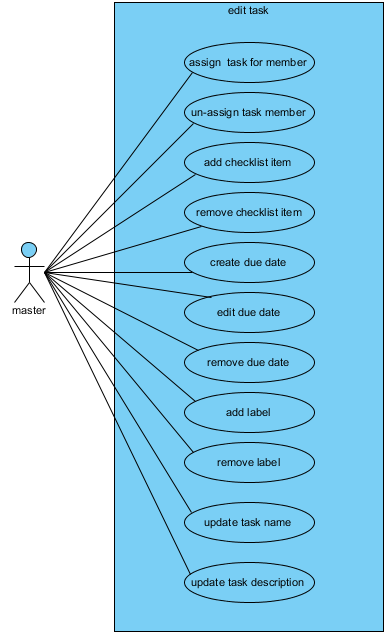 edit task
assign  task for member
un-assign task member
add checklist item
remove checklist item
create due date
edit due date
master
remove due date
add label
remove label
update task name
update task description